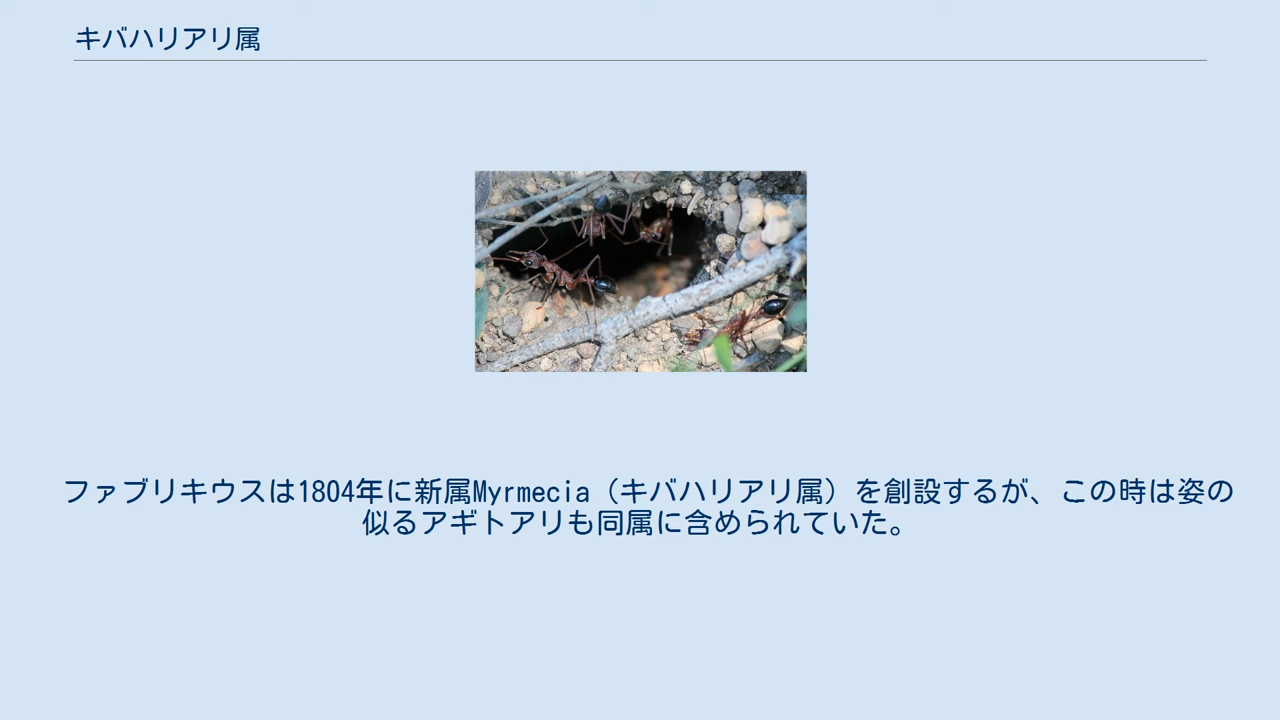 キバハリアリ属
ファブリキウスは1804年に新属Myrmecia（キバハリアリ属）を創設するが、この時は姿の
似るアギトアリも同属に含められていた。